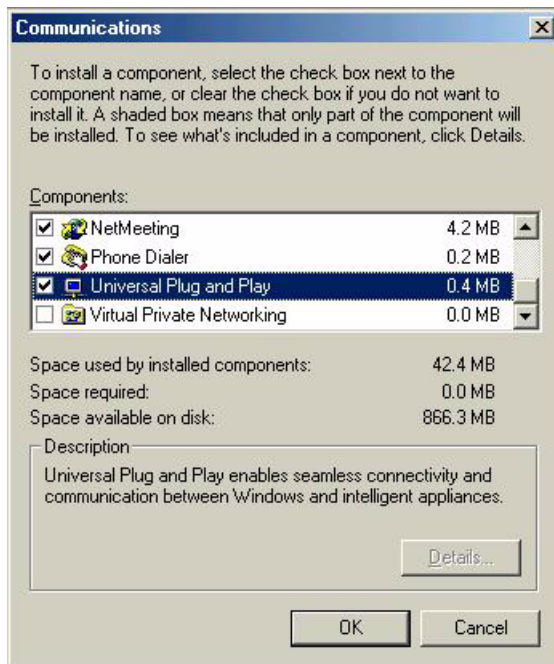 Communications
To install a component, select the check box next to the
component name, or clear the check box if you do not want to
install it. A shaded box means that only part of the component will
be installed. To see what's included in a component, click Details.
Components:
NetMeeting 4.2 MB
Phone Dialer 0.2 MB
Universal Plug and Play 0.4 MB
Virtual Private Networking 0.0 MB
Space used by installed components: 42.4 MB
Space required: 0.0 MB
Space available on disk: 866.3 MB
Description
Universal Plug and Play enables seamless connectivity and
communication between Windows and intelligent appliances.
Details...
OK Cancel